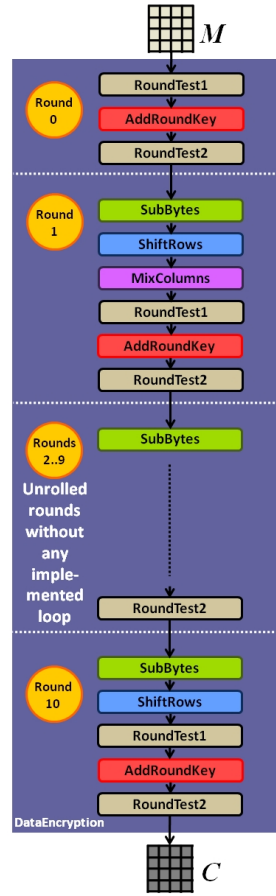 M
Round
0
RoundTest1
AddRoundKey
RoundTest2
Round
1
SubBytes
ShiftRows
MixColumns
RoundTest1
AddRoundKey
RoundTest2
Rounds
2..9
SubBytes
Unrolled
rounds
without
any
imple-
mented
loop
RoundTest2
Round
10
SubBytes
ShiftRows
RoundTest1
AddRoundKey
RoundTest2
DataEncryption
C